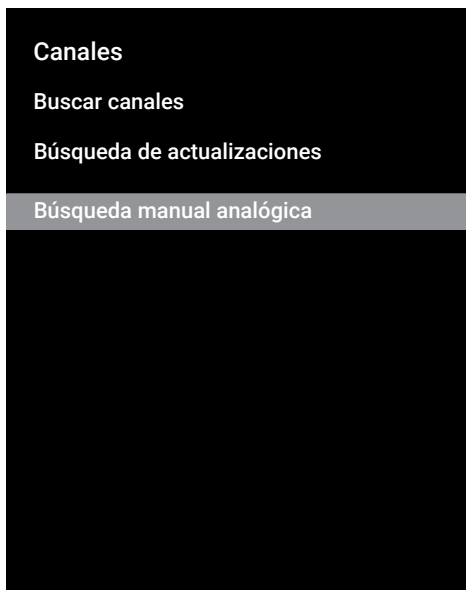 Canales
Buscar canales
Búsqueda de actualizaciones
Búsqueda manual analógica